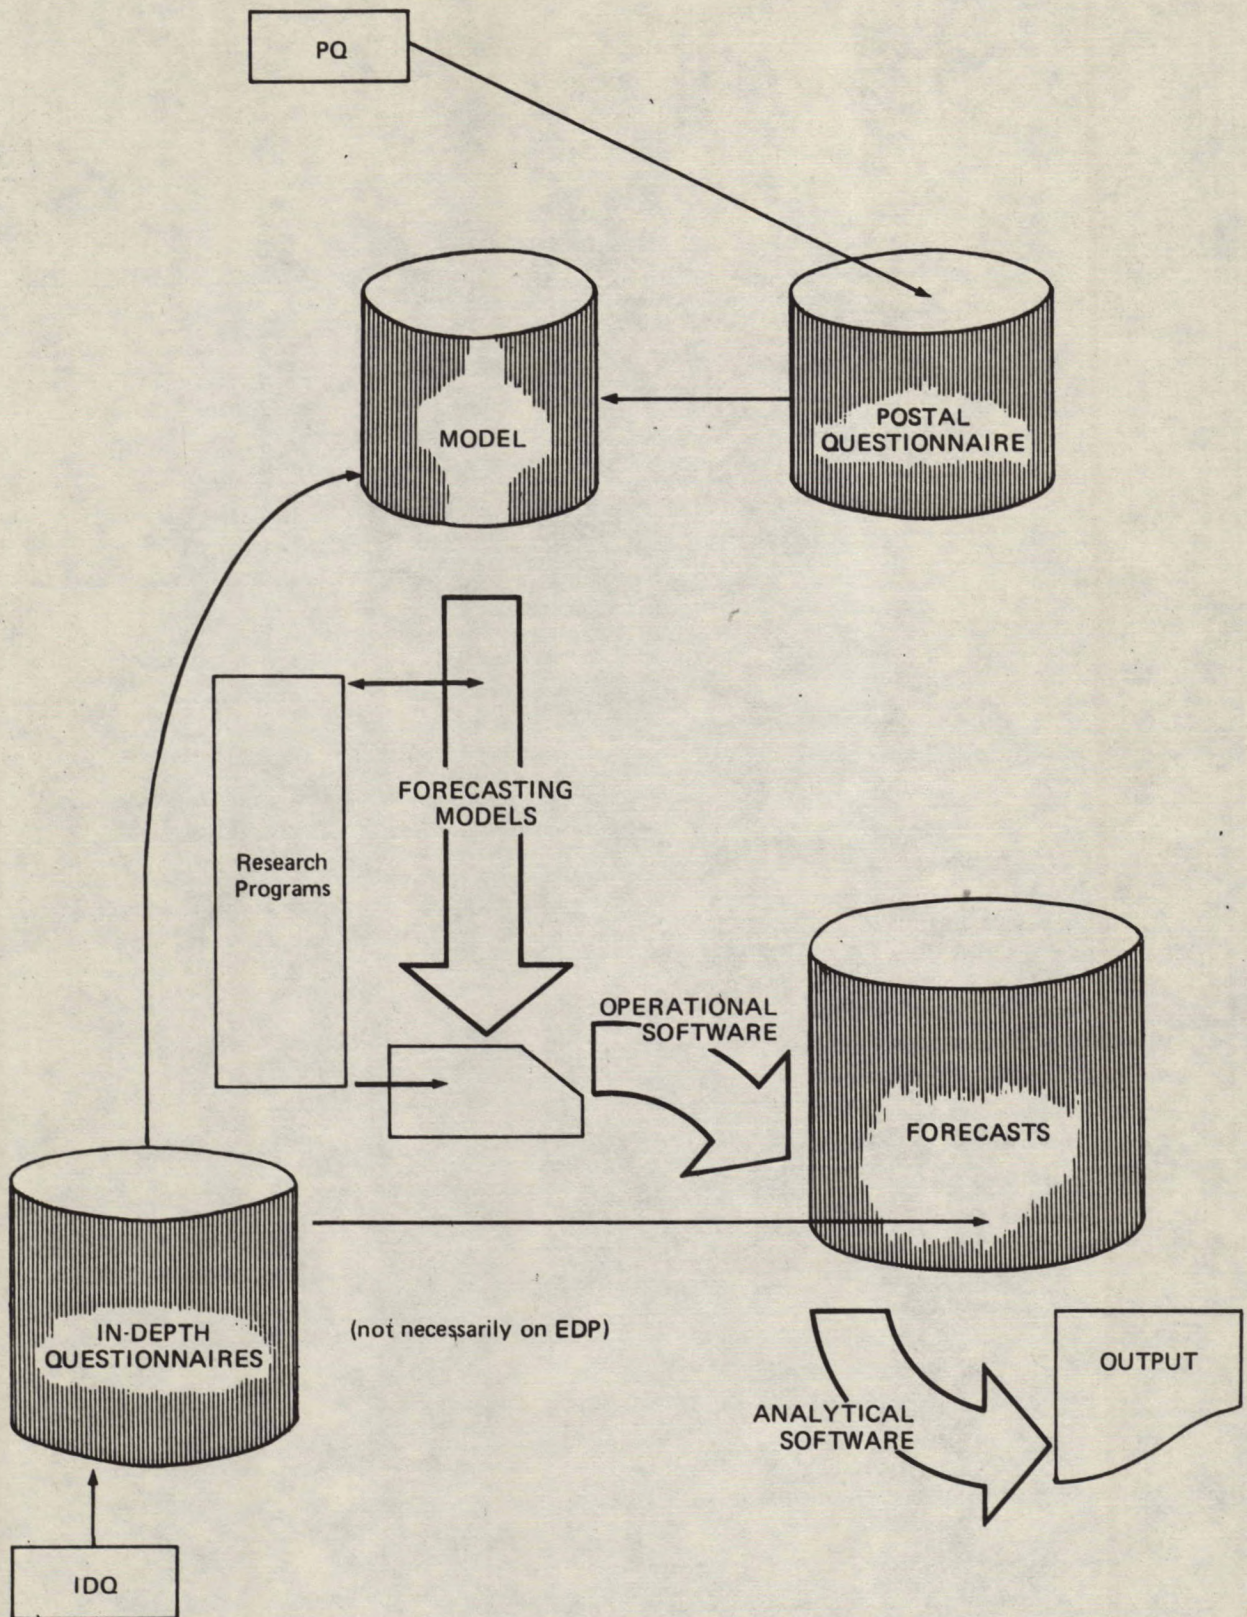 PQ
MODEL
POSTAL
QUESTIONNAIRE
FORECASTING
MODELS
Research
Programs
OPERATIONAL
SOFTWARE
FORECASTS
IN-DEPTH
QUESTIONNAIRES
(not necessarily on EDP)
OUTPUT
ANALYTICAL
SOFTWARE
IDQ